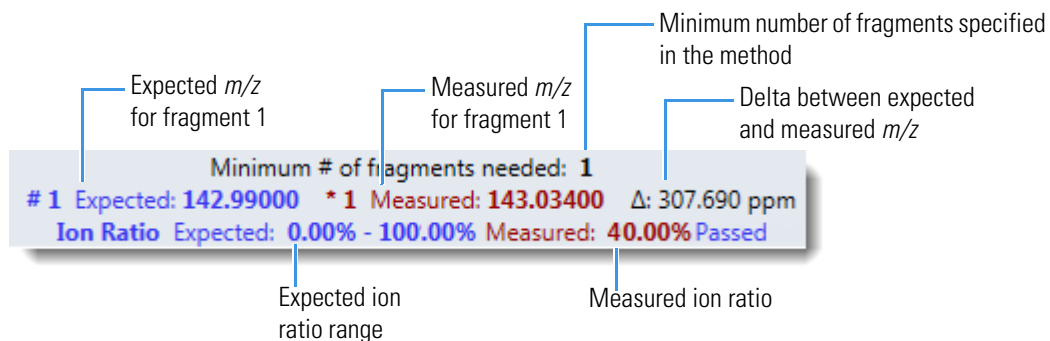 Minimum number of fragments specified
in the method
Expected m/z
for fragment 1
Measured m/z
for fragment 1
Delta between expected
and measured m/z
Minimum # of fragments needed: 1
# 1 Expected: 142.99000 * 1 Measured: 143.03400 Δ: 307.690 ppm
Ion Ratio Expected: 0.00% - 100.00% Measured: 40.00% Passed
Expected ion
ratio range
Measured ion ratio